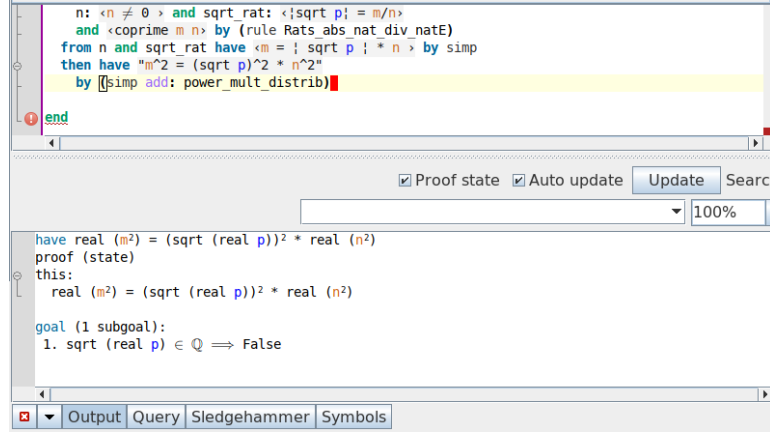 n: ‹n ≠ 0 › and sqrt_rat: ‹¦sqrt p¦ = m/n›
and ‹coprime m n› by (rule Rats_abs_nat_div_natE)
from n and sqrt_rat have ‹m = ¦ sqrt p ¦ * n › by simp
then have "m^2 = (sqrt p)^2 * n^2"
by (simp add: power_mult_distrib)
end
Proof state Auto update Update Searc
100%
have real (m²) = (sqrt (real p))² * real (n²)
proof (state)
this:
real (m²) = (sqrt (real p))² * real (n²)
goal (1 subgoal):
1. sqrt (real p) ∈ ℚ ⟹ False
Output Query Sledgehammer Symbols